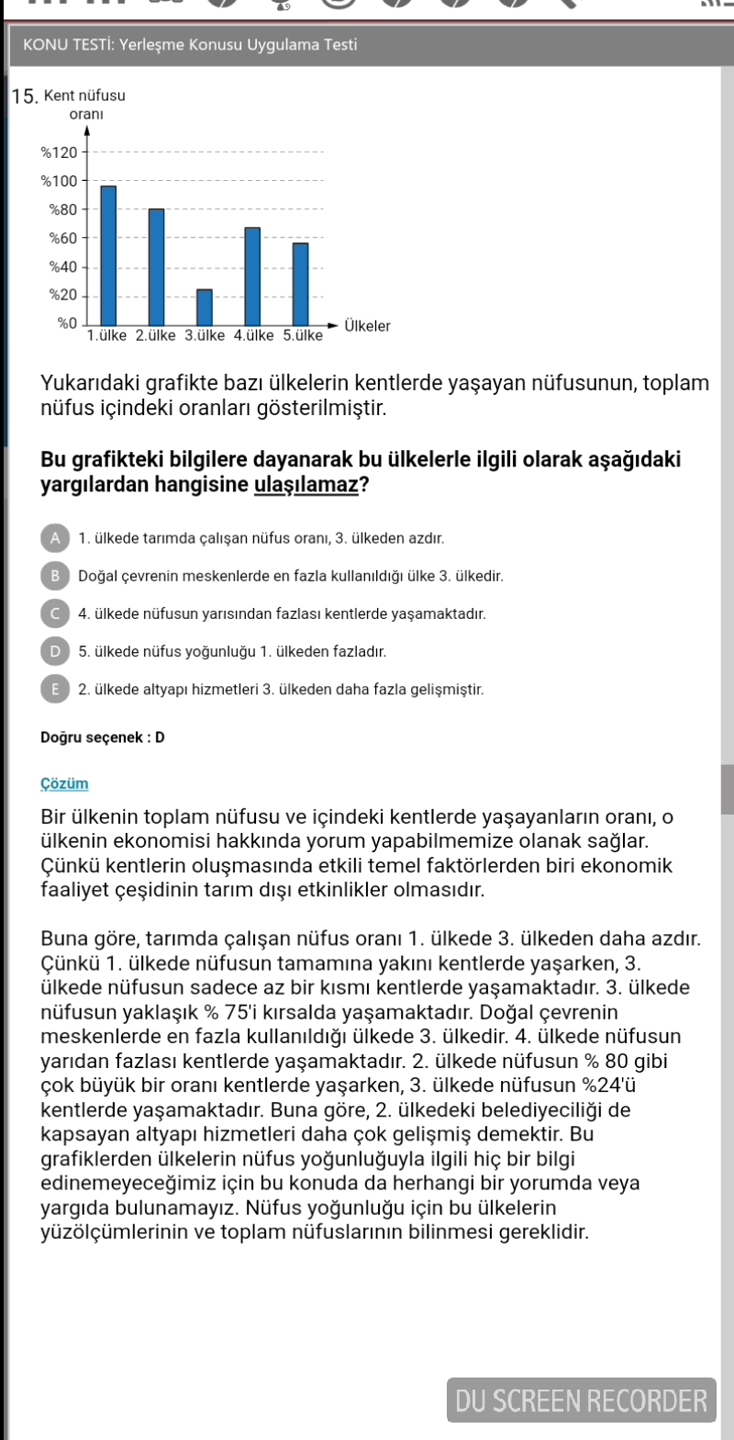 KONU TESTİ: Yerleşme Konusu Uygulama Testi
15. Kent nüfusu
oranı
%120
%100
%80
%60
%40
%20
%0
1.ülke 2.ülke 3.ülke 4.ülke 5.ülke
Ülkeler
Yukarıdaki grafikte bazı ülkelerin kentlerde yaşayan nüfusunun, toplam
nüfus içindeki oranları gösterilmiştir.
Bu grafikteki bilgilere dayanarak bu ülkelerle ilgili olarak aşağıdaki
yargılardan hangisine ulaşılamaz?
A 1. ülkede tarımda çalışan nüfus oranı, 3. ülkeden azdır.
B Doğal çevrenin meskenlerde en fazla kullanıldığı ülke 3. ülkedir.
C 4. ülkede nüfusun yarısından fazlası kentlerde yaşamaktadır.
D 5. ülkede nüfus yoğunluğu 1. ülkeden fazladır.
E 2. ülkede altyapı hizmetleri 3. ülkeden daha fazla gelişmiştir.
Doğru seçenek : D
Çözüm
Bir ülkenin toplam nüfusu ve içindeki kentlerde yaşayanların oranı, o
ülkenin ekonomisi hakkında yorum yapabilmemize olanak sağlar.
Çünkü kentlerin oluşmasında etkili temel faktörlerden biri ekonomik
faaliyet çeşidinin tarım dışı etkinlikler olmasıdır.
Buna göre, tarımda çalışan nüfus oranı 1. ülkede 3. ülkeden daha azdır.
Çünkü 1. ülkede nüfusun tamamına yakını kentlerde yaşarken, 3.
ülkede nüfusun sadece az bir kısmı kentlerde yaşamaktadır. 3. ülkede
nüfusun yaklaşık % 75'i kırsalda yaşamaktadır. Doğal çevrenin
meskenlerde en fazla kullanıldığı ülkede 3. ülkedir. 4. ülkede nüfusun
yarıdan fazlası kentlerde yaşamaktadır. 2. ülkede nüfusun % 80 gibi
çok büyük bir oranı kentlerde yaşarken, 3. ülkede nüfusun %24'ü
kentlerde yaşamaktadır. Buna göre, 2. ülkedeki belediyeciliği de
kapsayan altyapı hizmetleri daha çok gelişmiş demektir. Bu
grafiklerden ülkelerin nüfus yoğunluğuyla ilgili hiç bir bilgi
edinemeyeceğimiz için bu konuda da herhangi bir yorumda veya
yargıda bulunamayız. Nüfus yoğunluğu için bu ülkelerin
yüzölçümlerinin ve toplam nüfuslarının bilinmesi gereklidir.
DU SCREEN RECORDER